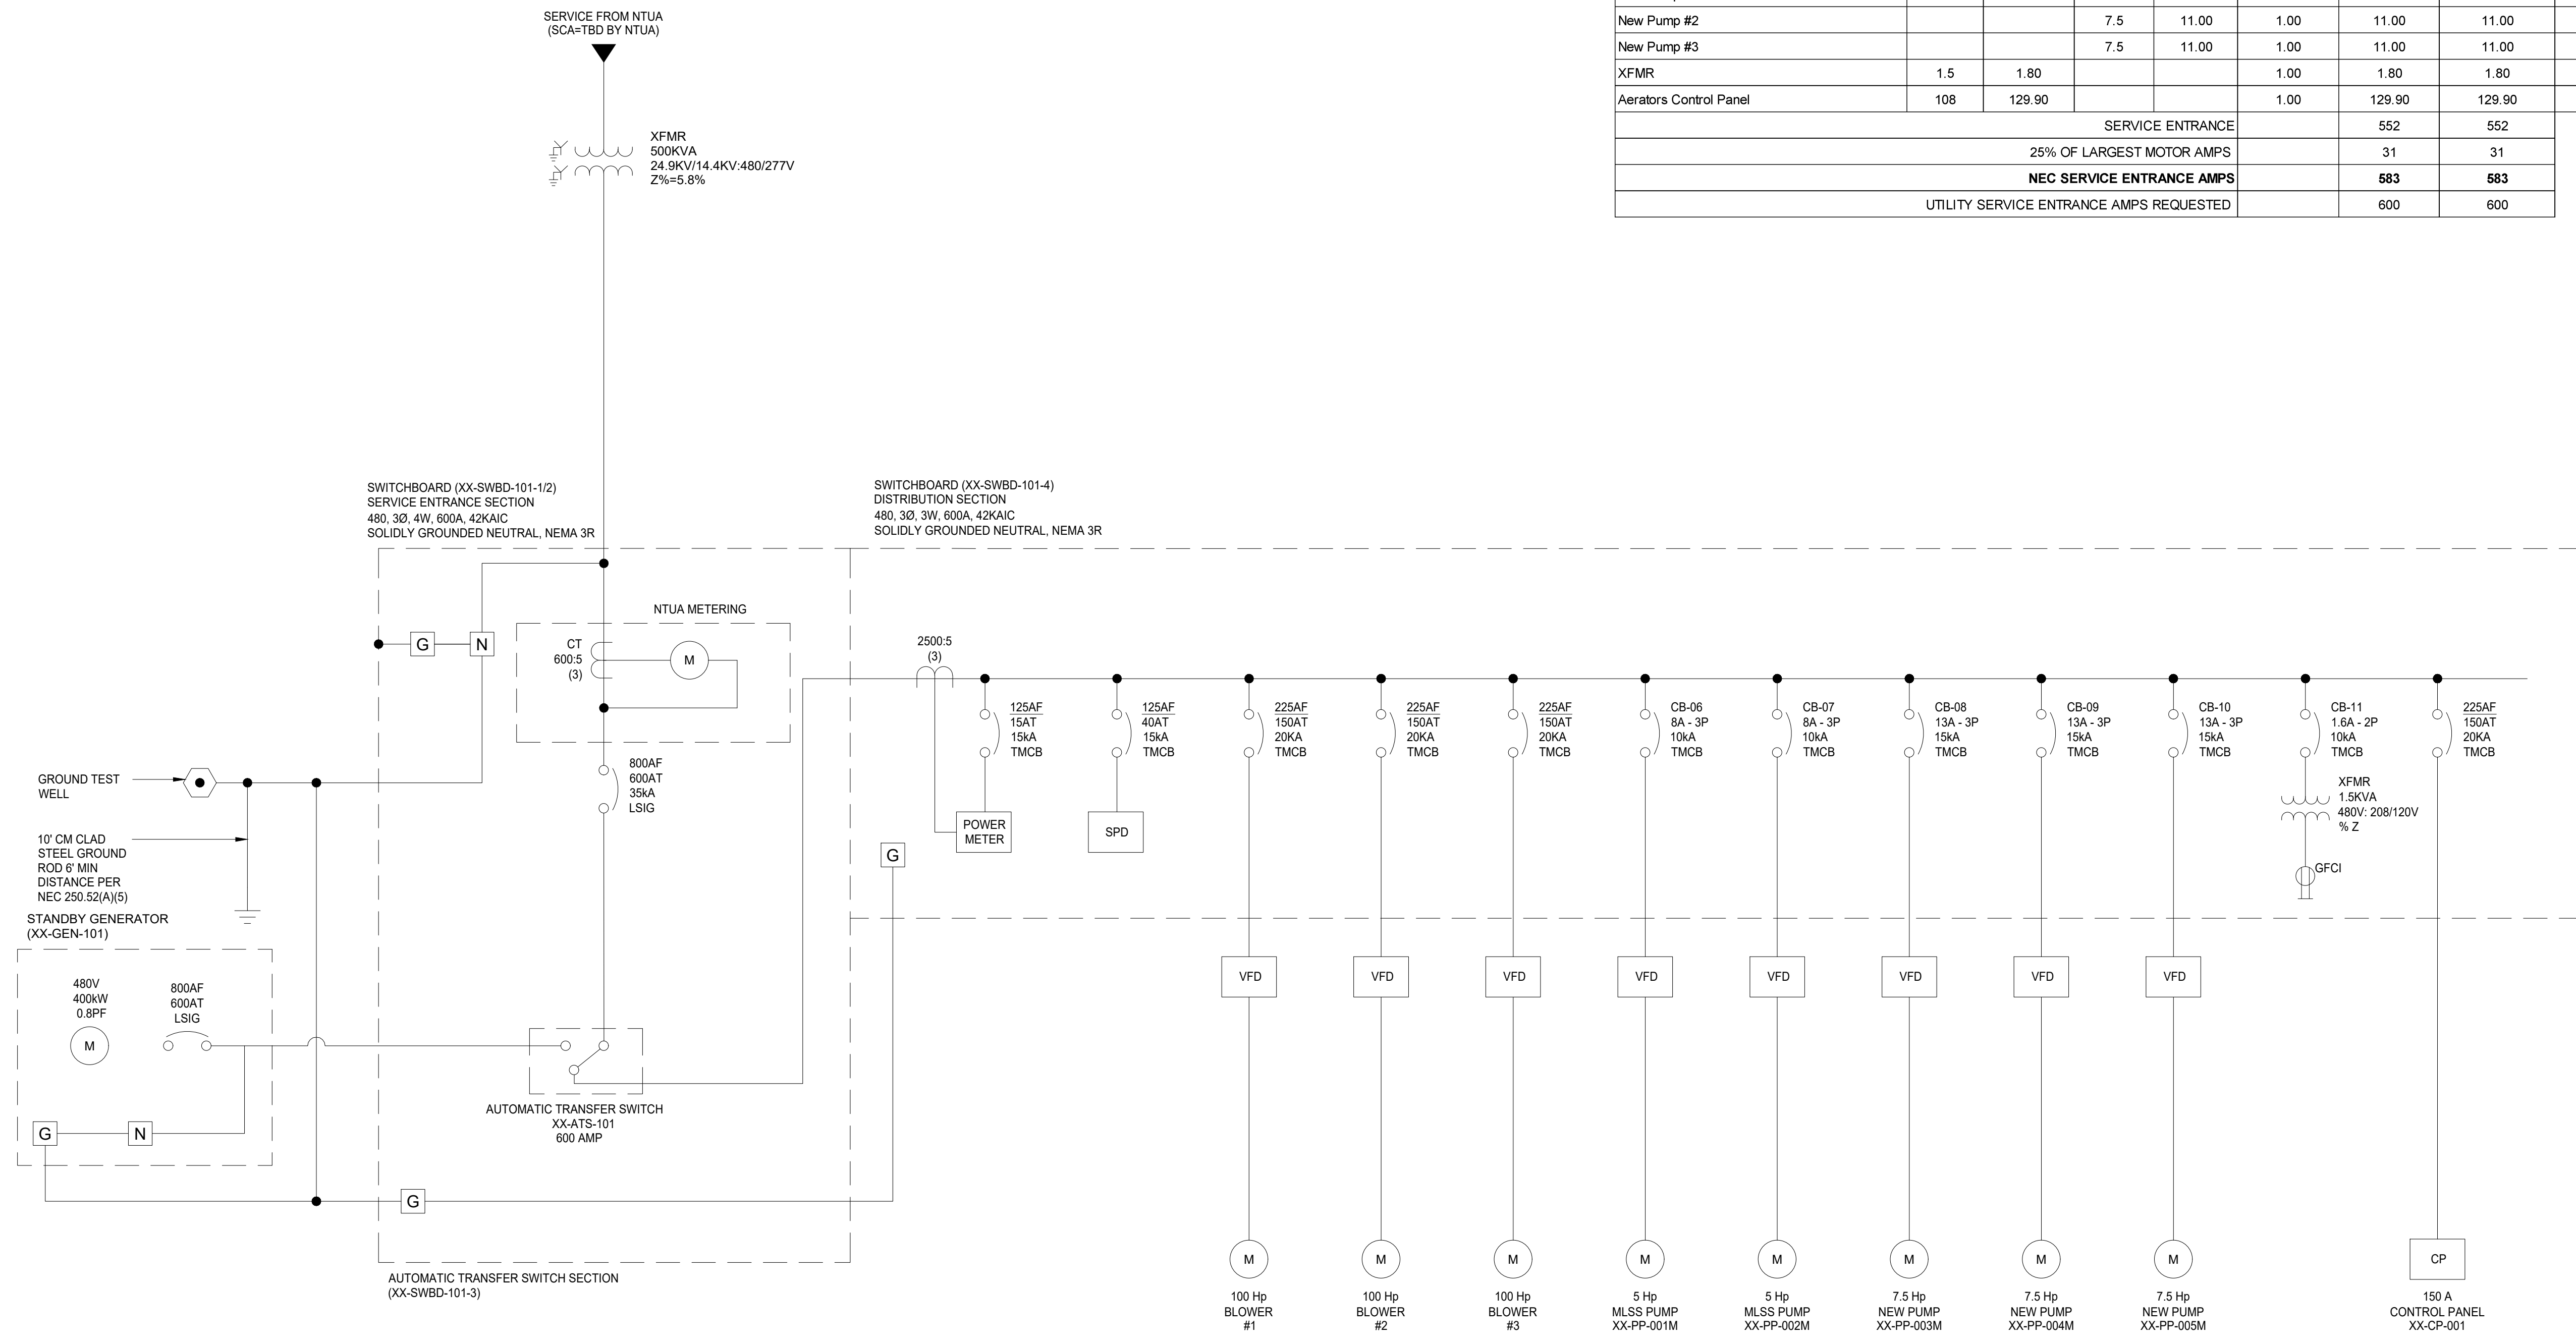 SERVICE FROM NTUA
(SCA=TBD BY NTUA)
New Pump #2 7.5 11.00 1.00 11.00 11.00
New Pump #3 7.5 11.00 1.00 11.00 11.00
XFMR 1.5 1.80 1.00 1.80 1.80
Aerators Control Panel 108 129.90 1.00 129.90 129.90
SERVICE ENTRANCE 552 552
25% OF LARGEST MOTOR AMPS 31 31
NEC SERVICE ENTRANCE AMPS 583 583
UTILITY SERVICE ENTRANCE AMPS REQUESTED 600 600
XFMR
500KVA
24.9KV/14.4KV:480/277V
Z%=5.8%
SWITCHBOARD (XX-SWBD-101-1/2)
SERVICE ENTRANCE SECTION
480, 3Ø, 4W, 600A, 42KAIC
SOLIDLY GROUNDED NEUTRAL, NEMA 3R
SWITCHBOARD (XX-SWBD-101-4)
DISTRIBUTION SECTION
480, 3Ø, 3W, 600A, 42KAIC
SOLIDLY GROUNDED NEUTRAL, NEMA 3R
NTUA METERING
G
N
CT
600:5
(3)
M
800AF
600AT
35kA
LSIG
2500:5
(3)
125AF
15AT
15kA
TMCB
POWER
METER
125AF
40AT
15kA
TMCB
SPD
225AF
150AT
20KA
TMCB
225AF
150AT
20KA
TMCB
225AF
150AT
20KA
TMCB
CB-06
8A - 3P
10kA
TMCB
CB-07
8A - 3P
10kA
TMCB
CB-08
13A - 3P
15kA
TMCB
CB-09
13A - 3P
15kA
TMCB
CB-10
13A - 3P
15kA
TMCB
CB-11
1.6A - 2P
10kA
TMCB
XFMR
1.5KVA
480V: 208/120V
% Z
GFCI
225AF
150AT
20KA
TMCB
GROUND TEST
WELL
10' CM CLAD
STEEL GROUND
ROD 6' MIN
DISTANCE PER
NEC 250.52(A)(5)
G
STANDBY GENERATOR
(XX-GEN-101)
480V
400kW
0.8PF
M
800AF
600AT
LSIG
G
N
AUTOMATIC TRANSFER SWITCH
XX-ATS-101
600 AMP
G
AUTOMATIC TRANSFER SWITCH SECTION
(XX-SWBD-101-3)
VFD
VFD
VFD
VFD
VFD
VFD
VFD
VFD
M
100 Hp
BLOWER
#1
M
100 Hp
BLOWER
#2
M
100 Hp
BLOWER
#3
M
5 Hp
MLSS PUMP
XX-PP-001M
M
5 Hp
MLSS PUMP
XX-PP-002M
M
7.5 Hp
NEW PUMP
XX-PP-003M
M
7.5 Hp
NEW PUMP
XX-PP-004M
M
7.5 Hp
NEW PUMP
XX-PP-005M
CP
150 A
CONTROL PANEL
XX-CP-001